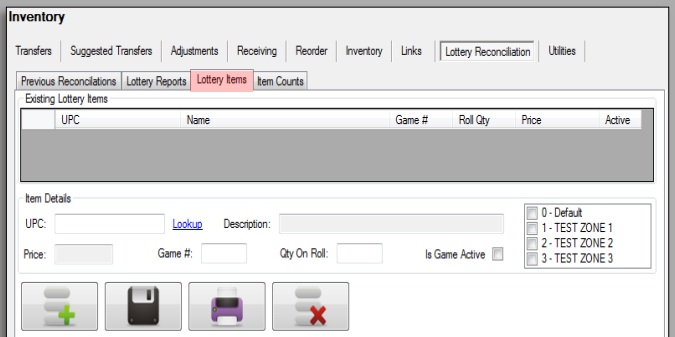 Inventory
Transfers Suggested Transfers Adjustments Receiving Reorder Inventory Links Lottery Reconciliation Utilities
Previous Reconcilations Lottery Reports Lottery Items Item Counts
Existing Lottery Items
UPC Name Game # Roll Qty Price Active
Item Details
UPC: Lookup Description:
Price: Game #: Qty On Roll: Is Game Active
0 - Default
1 - TEST ZONE 1
2 - TEST ZONE 2
3 - TEST ZONE 3